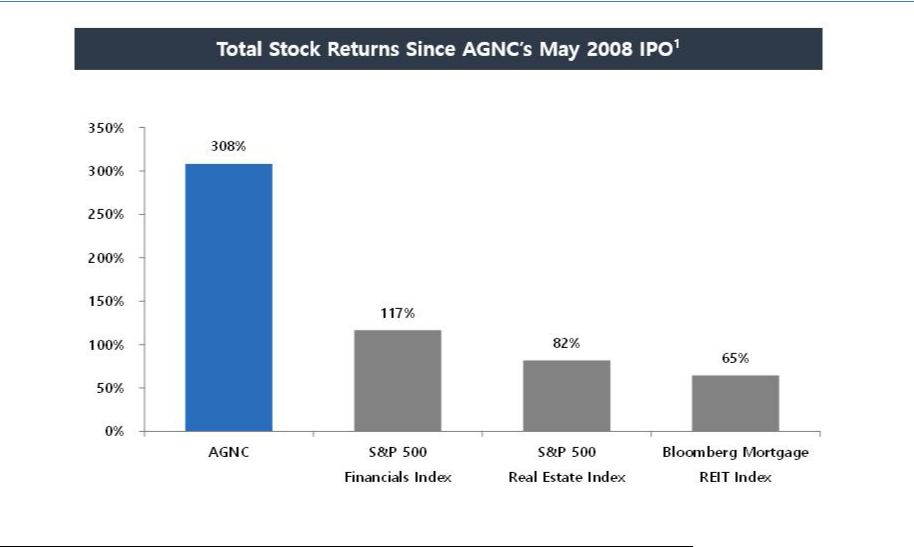 Total Stock Returns Since AGNC’s May 2008 IPO¹
350%
308%
300%
250%
200%
150%
117%
100%
82%
65%
50%
0%
AGNC
S&P 500
Financials Index
S&P 500
Real Estate Index
Bloomberg Mortgage
REIT Index